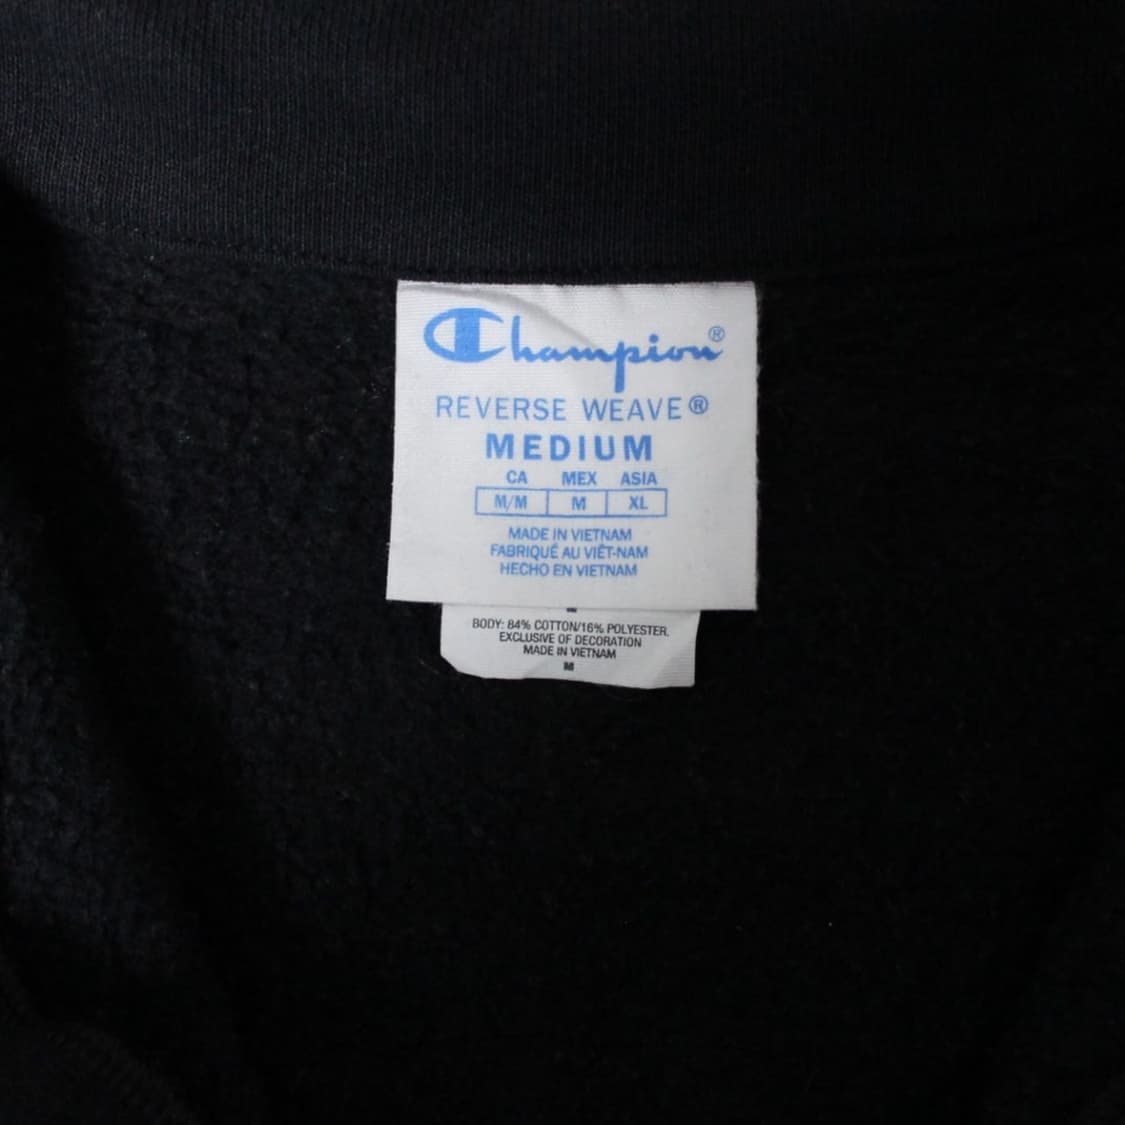 Champion®
REVERSE WEAVE®
MEDIUM
CA MEX ASIA
M/M M XL
MADE IN VIETNAM
FABRIQUÉ AU VIÊT-NAM
HECHO EN VIETNAM
BODY: 84% COTTON/16% POLYESTER.
EXCLUSIVE OF DECORATION
MADE IN VIETNAM
M